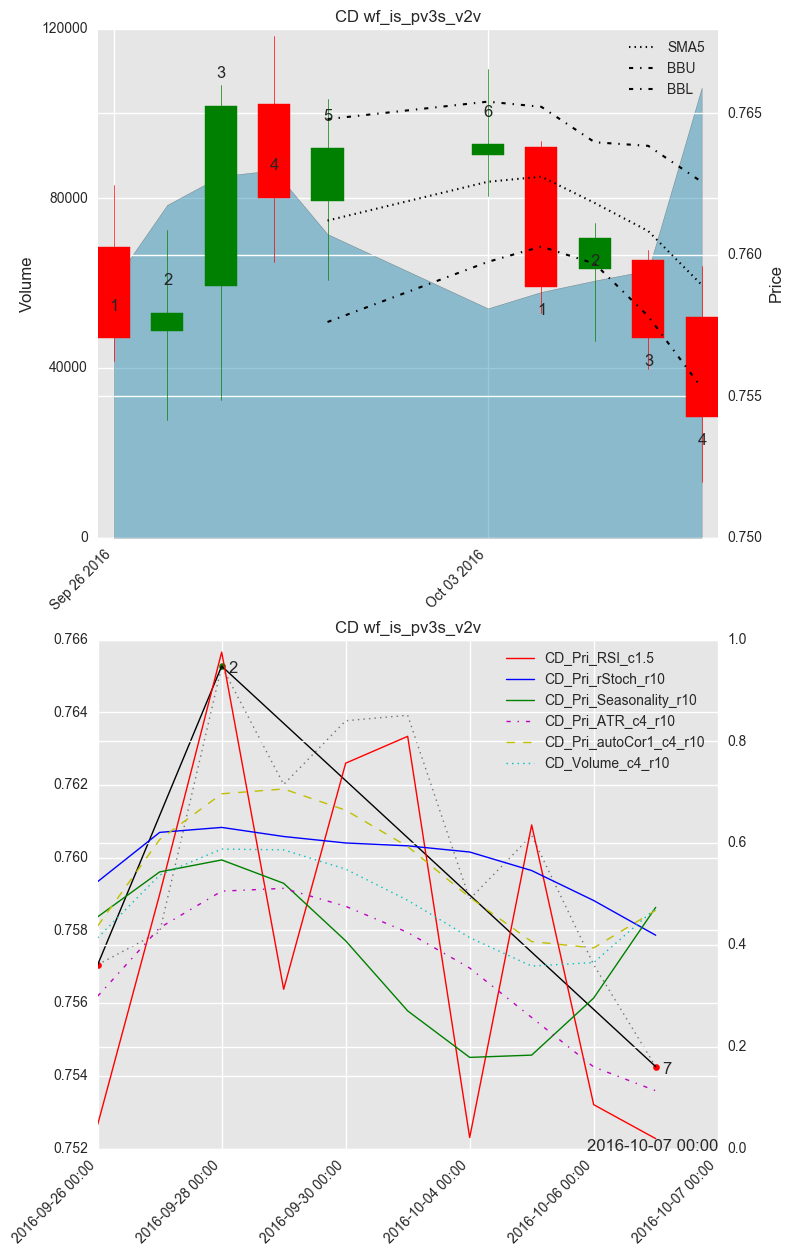 CD wf_is_pv3s_v2v
120000
80000
40000
0
Volume
SMA5
BBU
BBL
0.765
0.760
0.755
0.750
Price
1
2
3
4
5
6
1
2
3
4
Sep 26 2016
Oct 03 2016
CD wf_is_pv3s_v2v
0.766
0.764
0.762
0.760
0.758
0.756
0.754
0.752
CD_Pri_RSI_c1.5
CD_Pri_rStoch_r10
CD_Pri_Seasonality_r10
CD_Pri_ATR_c4_r10
CD_Pri_autoCor1_c4_r10
CD_Volume_c4_r10
1.0
0.8
0.6
0.4
0.2
0.0
2
7
2016-10-07 00:00
2016-09-26 00:00
2016-09-28 00:00
2016-09-30 00:00
2016-10-04 00:00
2016-10-06 00:00
2016-10-07 00:00